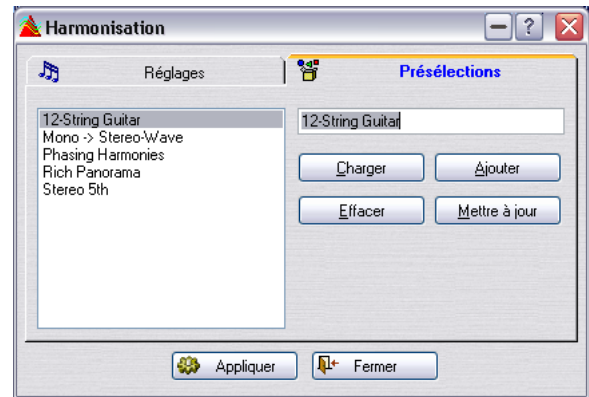 Harmonisation
?
Réglages
Présélections
12-String Guitar
Mono -> Stereo-Wave
Phasing Harmonies
Rich Panorama
Stereo 5th
12-String Guitar
Charger
Ajouter
Effacer
Mettre à jour
Appliquer
Fermer